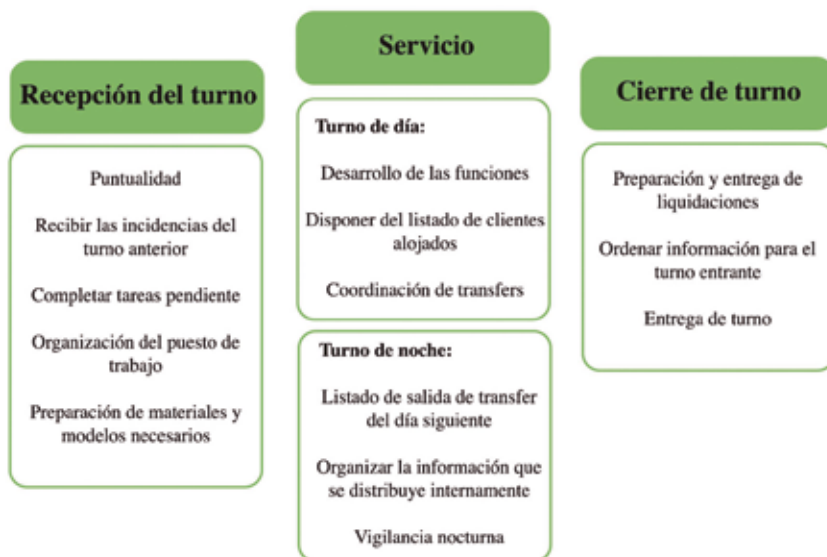 Recepción del turno
Puntualidad
Recibir las incidencias del
turno anterior
Completar tareas pendiente
Organización del puesto de
trabajo
Preparación de materiales y
modelos necesarios
Servicio
Turno de día:
Desarrollo de las funciones
Disponer del listado de clientes
alojados
Coordinación de transfers
Turno de noche:
Listado de salida de transfer
del día siguiente
Organizar la información que
se distribuye internamente
Vigilancia nocturna
Cierre de turno
Preparación y entrega de
liquidaciones
Ordenar información para el
turno entrante
Entrega de turno